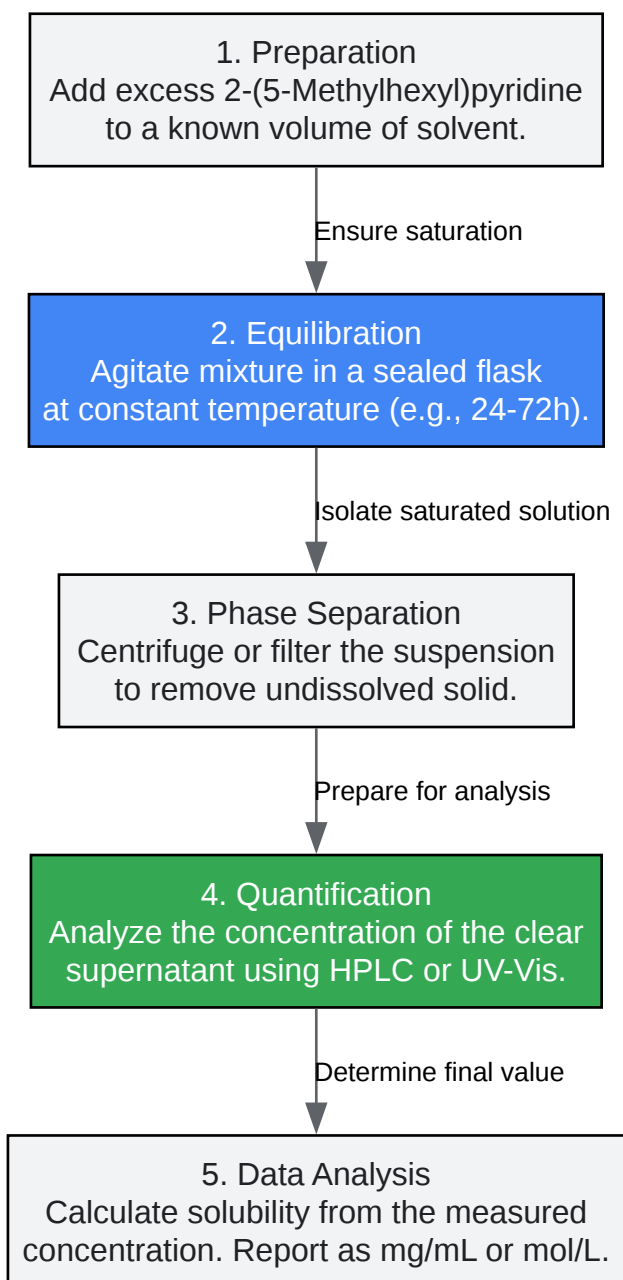 1. Preparation
Add excess 2-(5-Methylhexyl)pyridine
to a known volume of solvent.
Ensure saturation
2. Equilibration
Agitate mixture in a sealed flask
at constant temperature (e.g., 24-72h).
Isolate saturated solution
3. Phase Separation
Centrifuge or filter the suspension
to remove undissolved solid.
Prepare for analysis
4. Quantification
Analyze the concentration of the clear
supernatant using HPLC or UV-Vis.
Determine final value
5. Data Analysis
Calculate solubility from the measured
concentration. Report as mg/mL or mol/L.